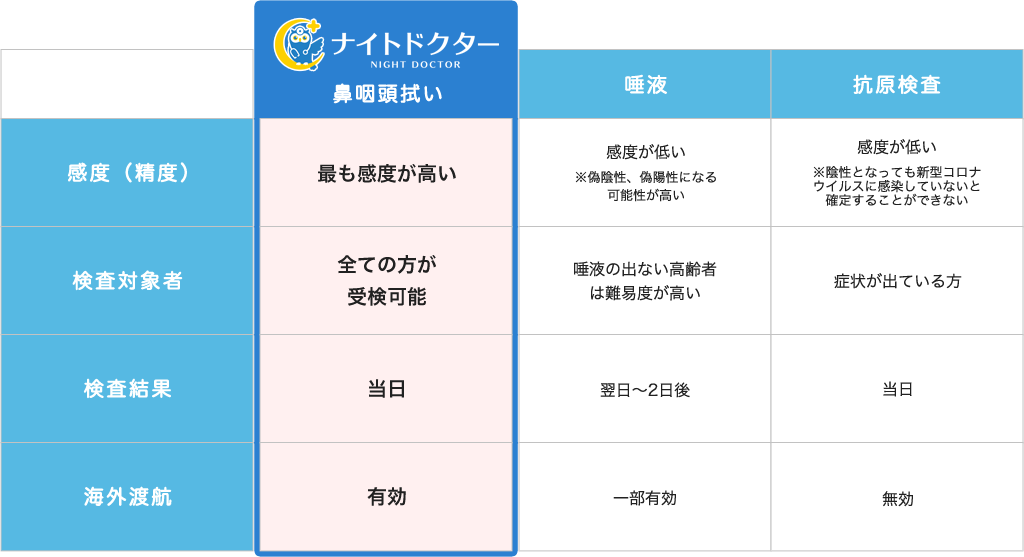 ナイトドクター
NIGHT DOCTOR
鼻咽頭拭い
唾液
抗原検査
感度（精度）
最も感度が高い
感度が低い
※偽陰性、偽陽性になる
可能性が高い
感度が低い
※陰性となっても新型コロナ
ウイルスに感染していないと
確定することができない
検査対象者
全ての方が
受検可能
唾液の出ない高齢者
は難易度が高い
症状が出ている方
検査結果
当日
翌日〜2日後
当日
海外渡航
有効
一部有効
無効